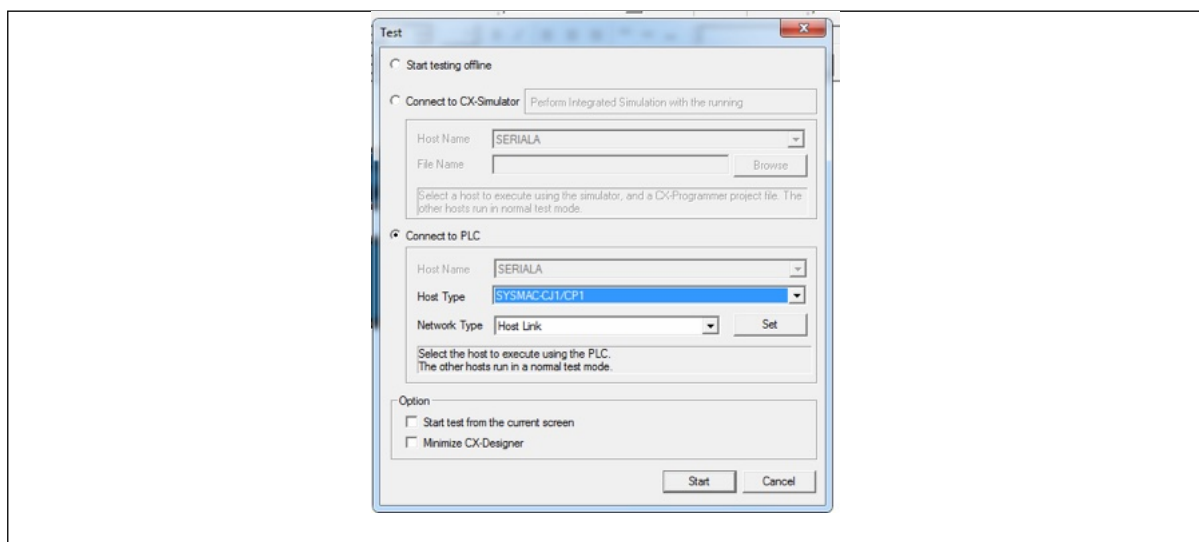 Test
Start testing offline
Connect to CX-Simulator Perform Integrated Simulation with the running
Host Name SERIALA
File Name Browse
Select a host to execute using the simulator, and a CX-Programmer project file. The
other hosts run in normal test mode.
Connect to PLC
Host Name SERIALA
Host Type SYSMAC-CJ1/CP1
Network Type Host Link Set
Select the host to execute using the PLC.
The other hosts run in a normal test mode.
Option
Start test from the current screen
Minimize CX-Designer
Start Cancel